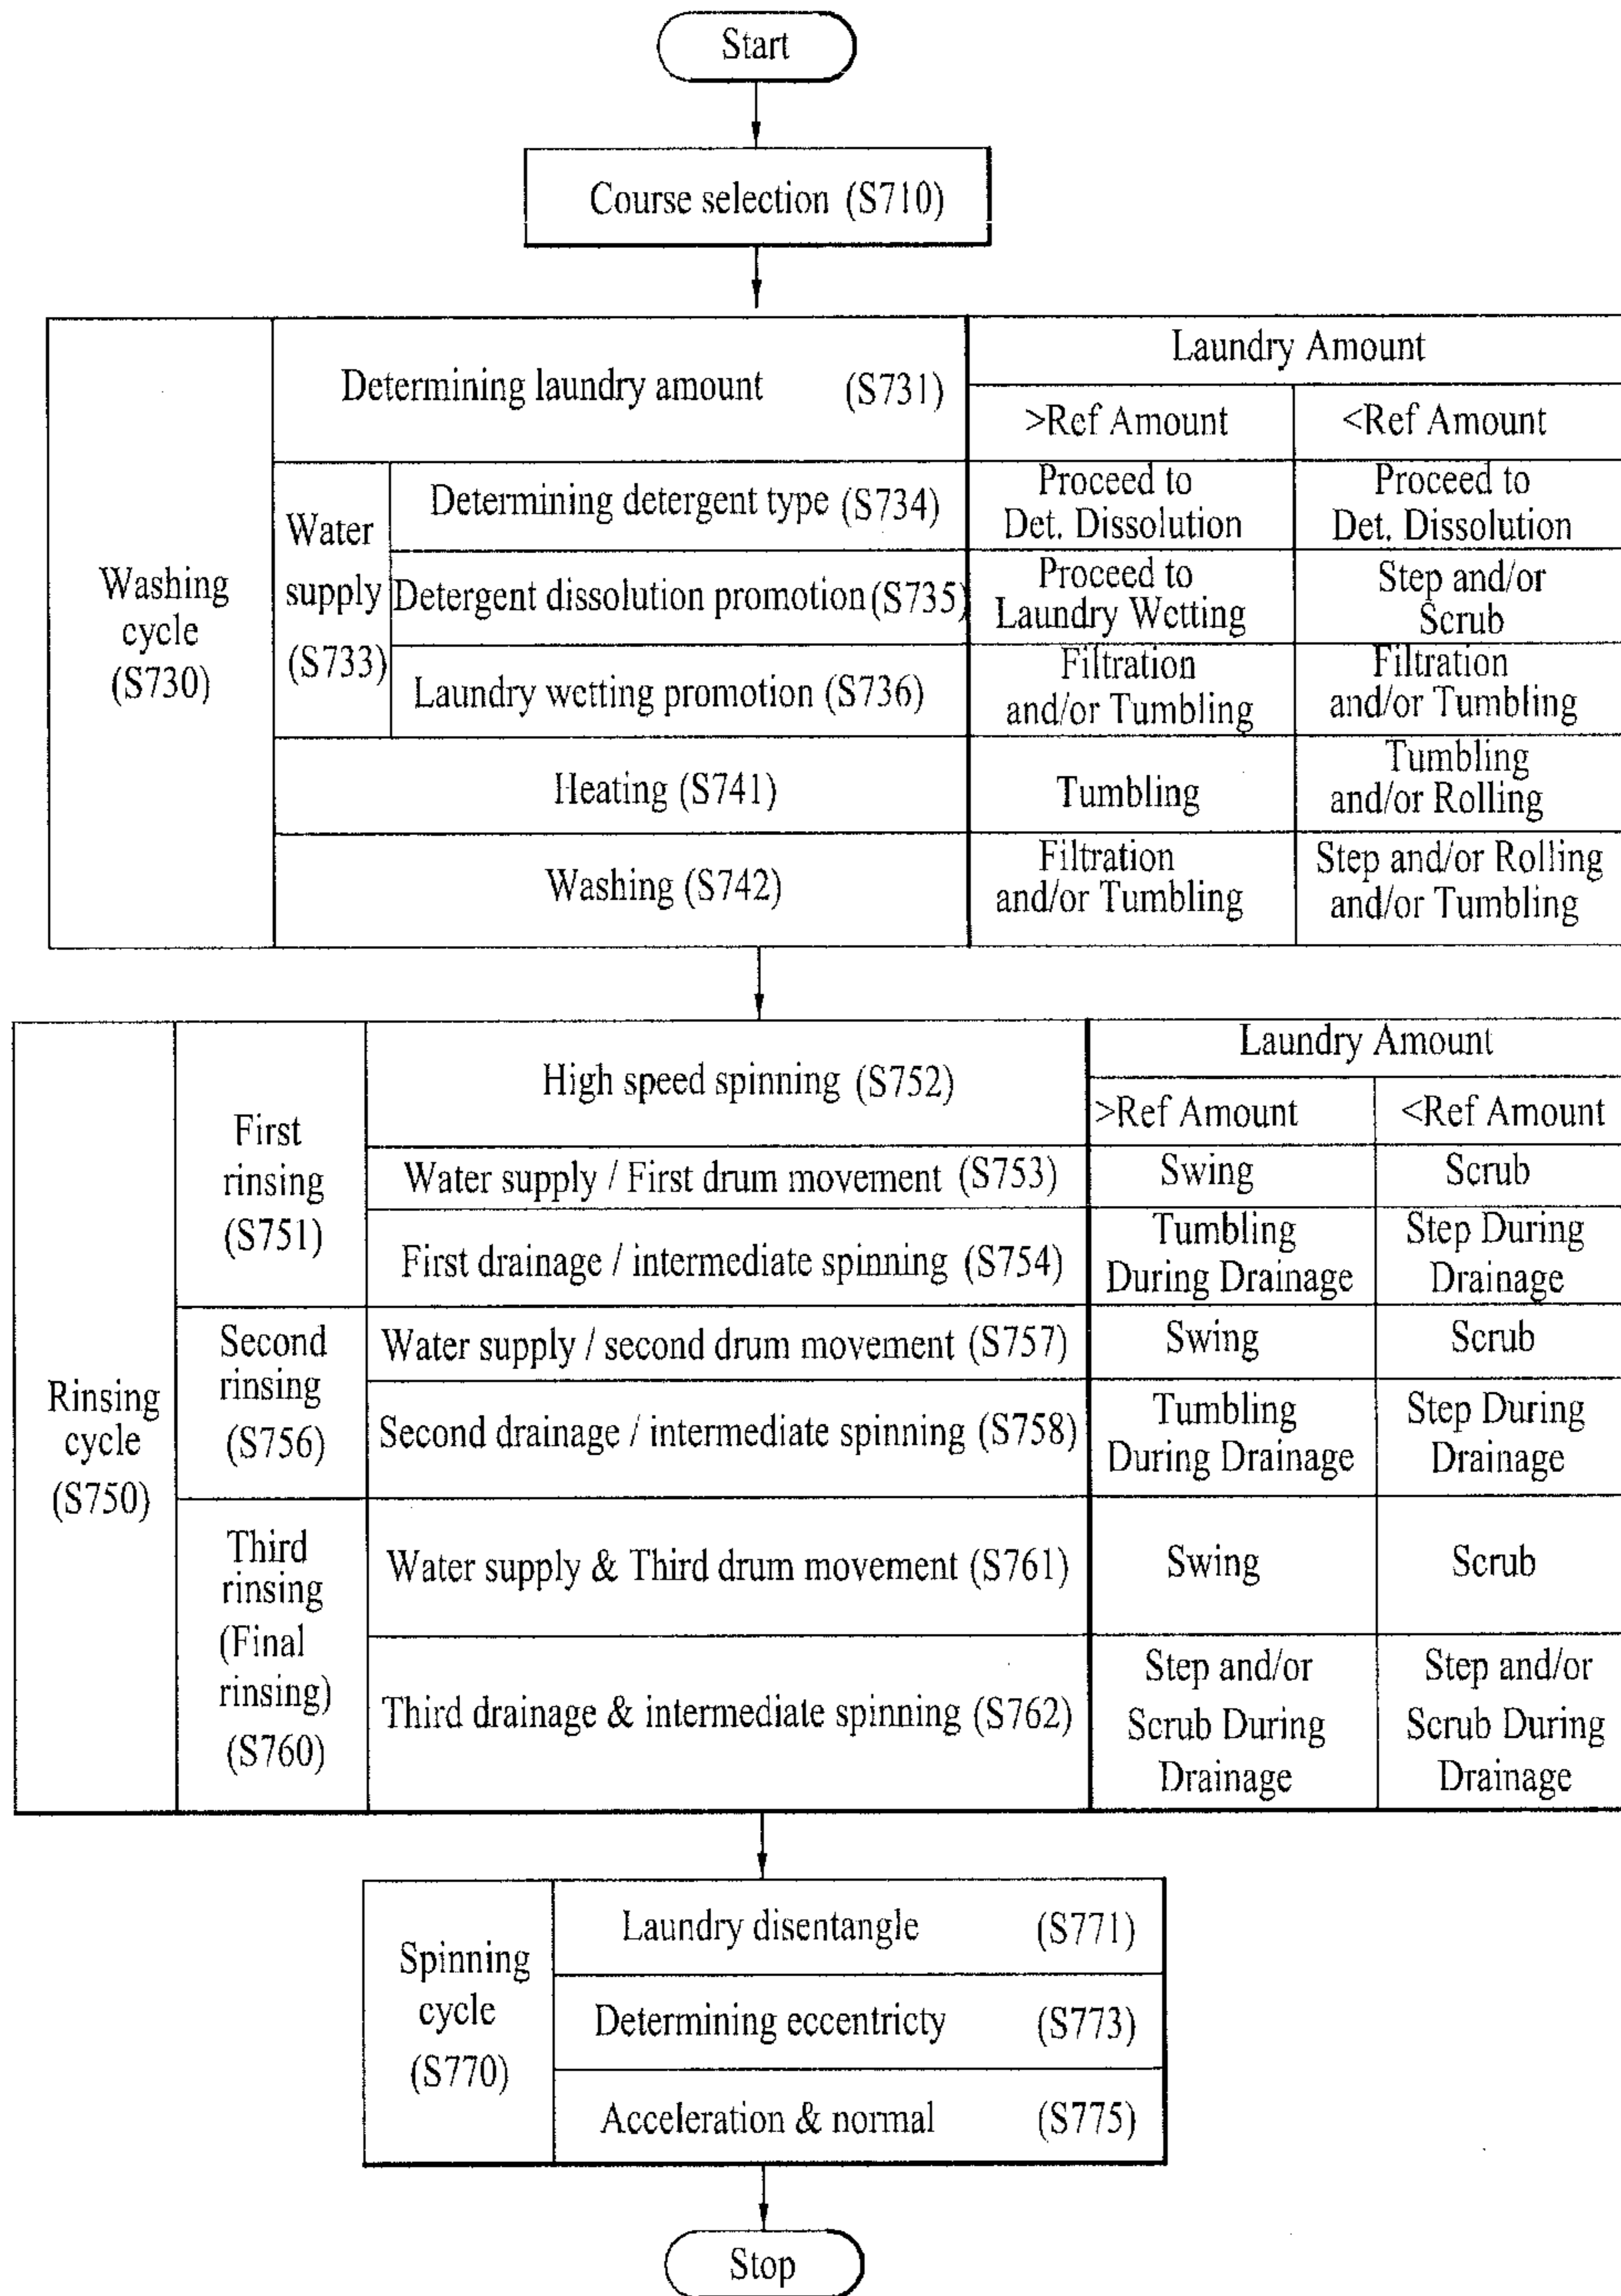 Start
Course selection (S710)
Washing
cycle
(S730)
Determining laundry amount (S731)
Laundry Amount
>Ref Amount
<Ref Amount
Water
supply
(S733)
Determining detergent type (S734)
Proceed to
Det. Dissolution
Proceed to
Det. Dissolution
Detergent dissolution promotion (S735)
Proceed to
Laundry Wetting
Step and/or
Scrub
Laundry wetting promotion (S736)
Filtration
and/or Tumbling
Filtration
and/or Tumbling
Heating (S741)
Tumbling
Tumbling
and/or Rolling
Washing (S742)
Filtration
and/or Tumbling
Step and/or Rolling
and/or Tumbling
Rinsing
cycle
(S750)
First
rinsing
(S751)
High speed spinning (S752)
Laundry Amount
>Ref Amount
<Ref Amount
Water supply / First drum movement (S753)
Swing
Scrub
First drainage / intermediate spinning (S754)
Tumbling
During Drainage
Step During
Drainage
Second
rinsing
(S756)
Water supply / second drum movement (S757)
Swing
Scrub
Second drainage / intermediate spinning (S758)
Tumbling
During Drainage
Step During
Drainage
Third
rinsing
(Final
rinsing)
(S760)
Water supply & Third drum movement (S761)
Swing
Scrub
Third drainage & intermediate spinning (S762)
Step and/or
Scrub During
Drainage
Step and/or
Scrub During
Drainage
Spinning
cycle
(S770)
Laundry disentangle (S771)
Determining eccentricty (S773)
Acceleration & normal (S775)
Stop